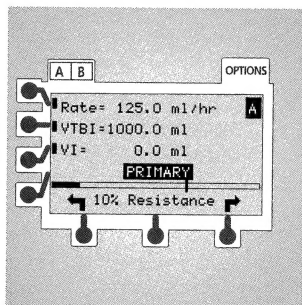 A B
OPTIONS
Rate= 125.0 ml/hr A
VTBI=1000.0 ml
VI= 0.0 ml
PRIMARY
10% Resistance